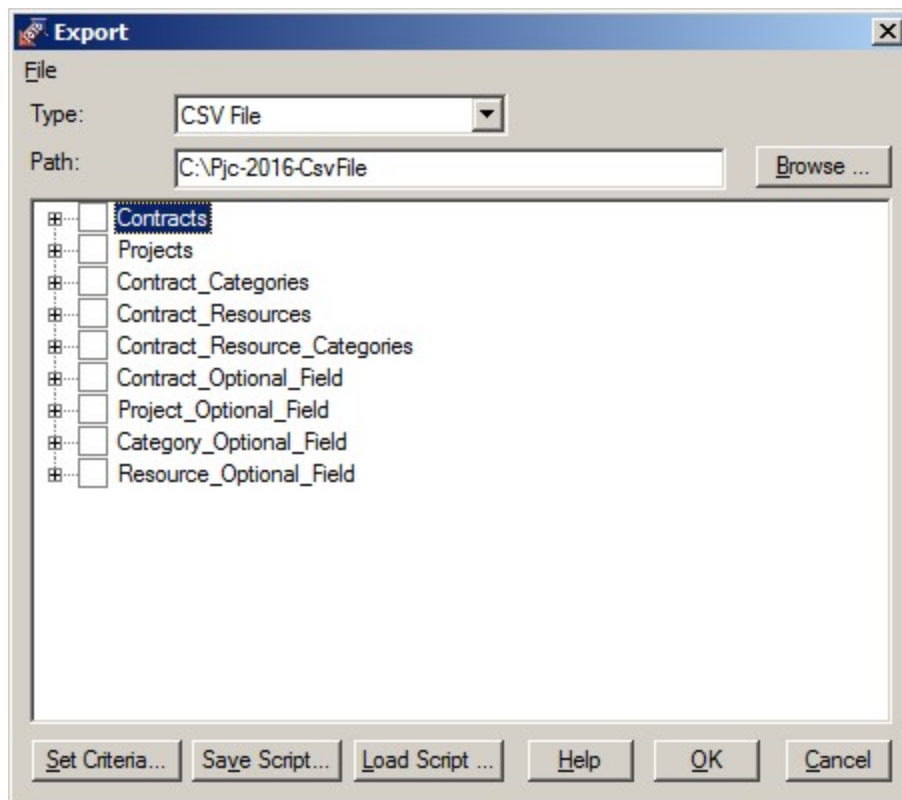 Export
File
Type: CSV File
Path: C:\Pjc-2016-CsvFile Browse ...
Contracts
Projects
Contract_Categories
Contract_Resources
Contract_Resource_Categories
Contract_Optional_Field
Project_Optional_Field
Category_Optional_Field
Resource_Optional_Field
Set Criteria... Save Script... Load Script ... Help OK Cancel